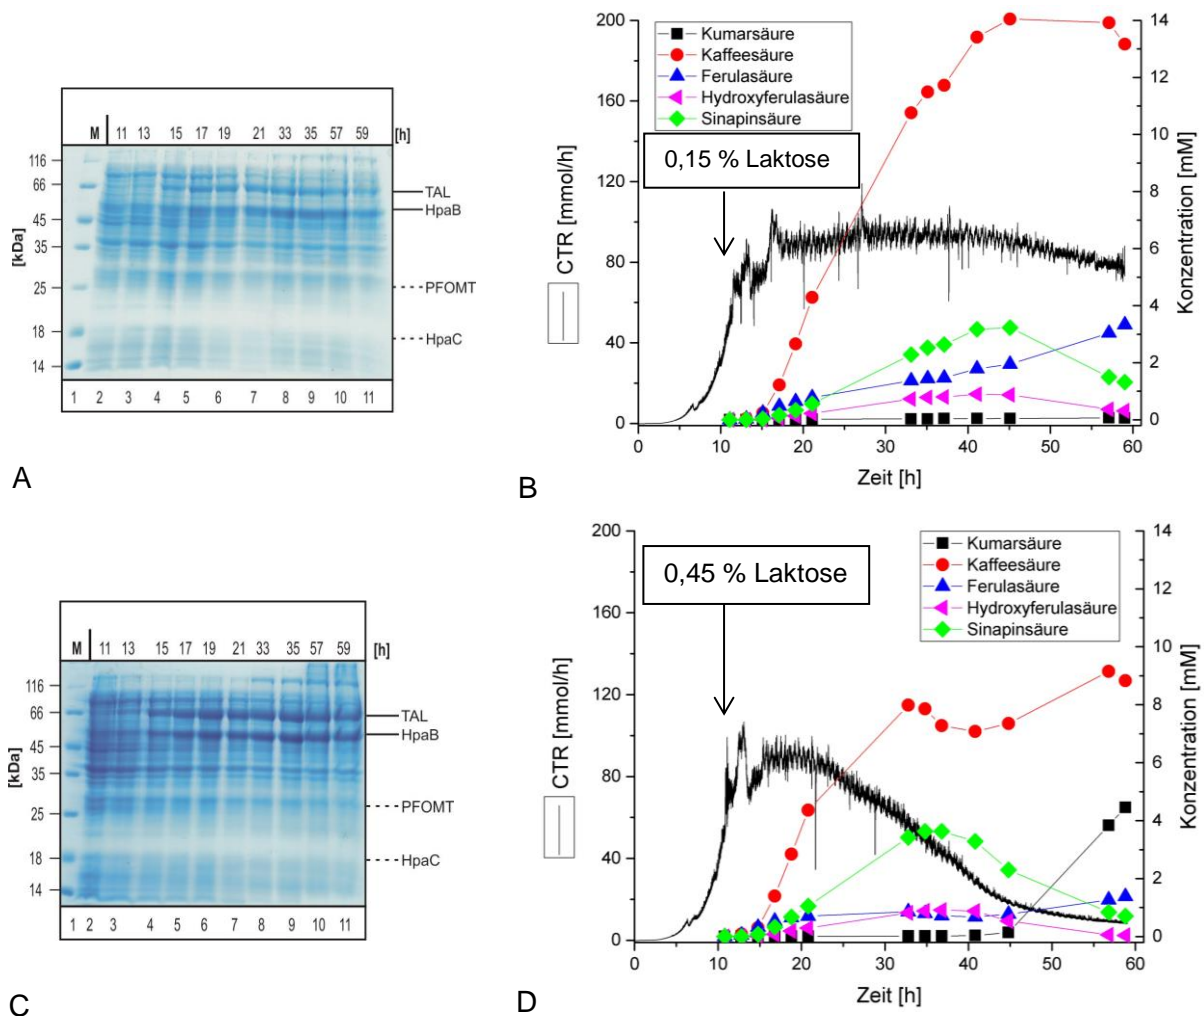 M 11 13 15 17 19 21 33 35 57 59 [h]
116
66
45
35
25
18
14
[kDa]
TAL
HpaB
PFOMT
HpaC
1 2 3 4 5 6 7 8 9 10 11
A
200
160
120
80
40
0
CTR [mmol/h]
Kumarsäure
Kaffeesäure
Ferulasäure
Hydroxyferulasäure
Sinapinsäure
0,15 % Laktose
14
12
10
8
6
4
2
0
Konzentration [mM]
0 10 20 30 40 50 60
Zeit [h]
B
M 11 13 15 17 19 21 33 35 57 59 [h]
116
66
45
35
25
18
14
[kDa]
TAL
HpaB
PFOMT
HpaC
1 2 3 4 5 6 7 8 9 10 11
C
200
160
120
80
40
0
CTR [mmol/h]
0,45 % Laktose
Kumarsäure
Kaffeesäure
Ferulasäure
Hydroxyferulasäure
Sinapinsäure
14
12
10
8
6
4
2
0
Konzentration [mM]
0 10 20 30 40 50 60
Zeit [h]
D